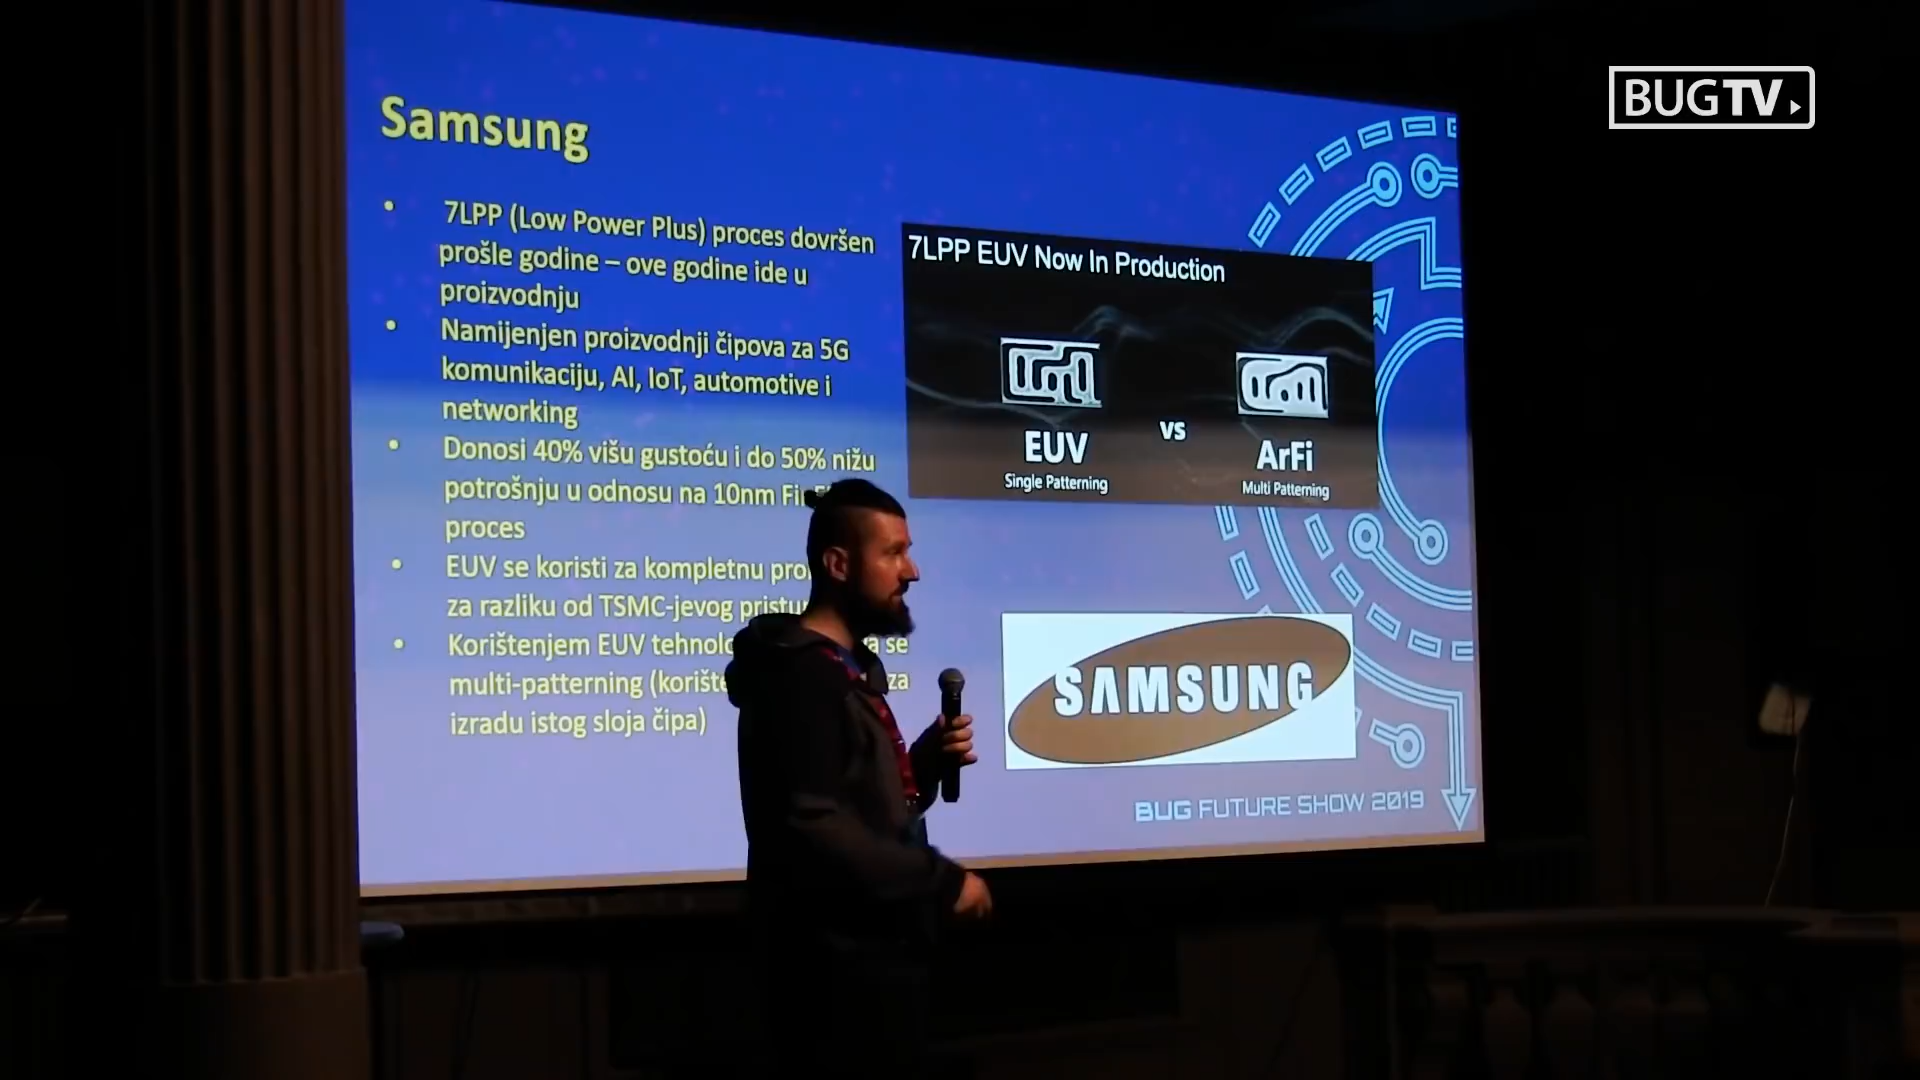 BUGTV
Samsung
• 7LPP (Low Power Plus) proces dovršen
prošle godine – ove godine ide u
proizvodnju
• Namijenjen proizvodnji čipova za 5G
komunikaciju, AI, IoT, automotive i
networking
• Donosi 40% višu gustoću i do 50% nižu
potrošnju u odnosu na 10nm
proces
• EUV se koristi za kompletnu
za razliku od TSMC-jevog
• Korištenjem EUV se
multi-patterning ( za
izradu istog sloja čipa)
7LPP EUV Now In Production
EUV
Single Patterning
vs
ArFi
Multi Patterning
SAMSUNG
BUG FUTURE SHOW 2019